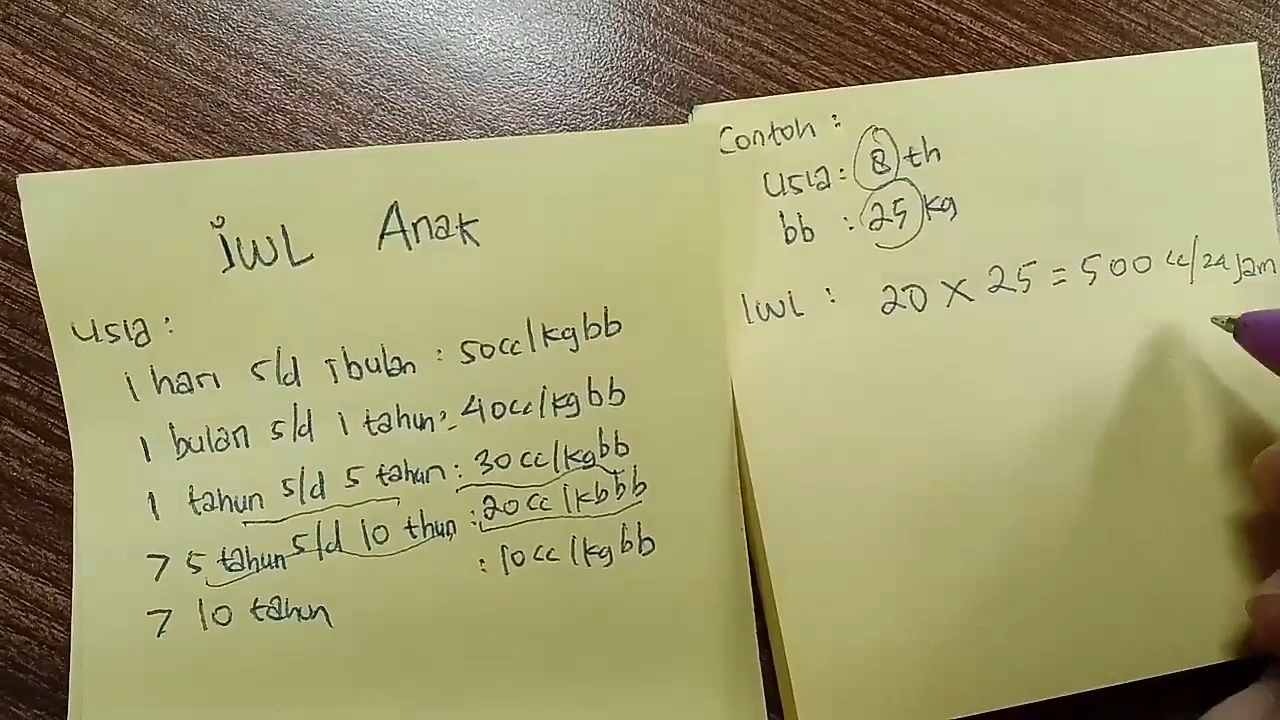 IWL Anak
Usia:
1 hari s/d 1 bulan : 50cc/kgbb
1 bulan s/d 1 tahun : 40cc/kgbb
1 tahun s/d 5 tahun : 30cc/kgbb
> 5 tahun s/d 10 thun : 20cc/kbbb
> 10 tahun : 10cc/kgbb
Contoh :
Usia : 8 th
bb : 25 kg
IWL : 20 x 25 = 500 cc/24 jam